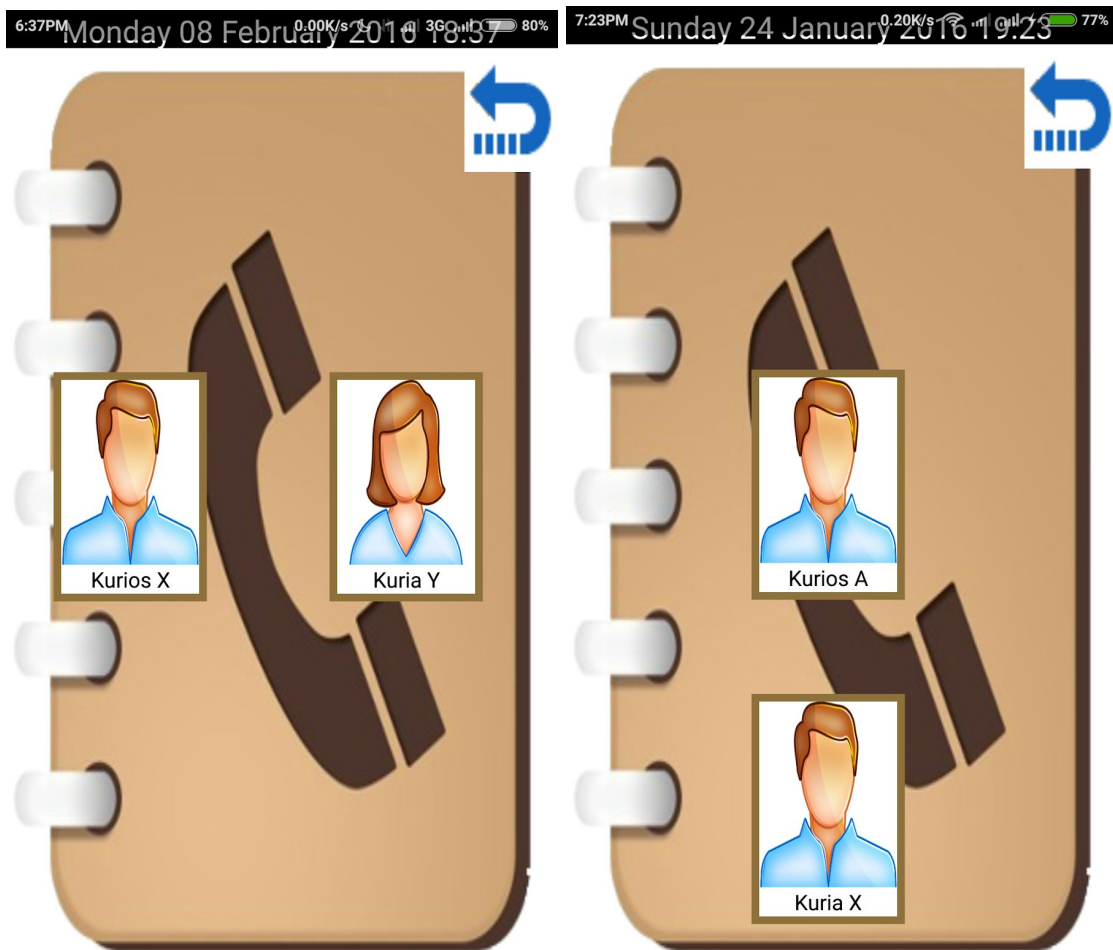 6:37PM 0.00K/s 3G 80%
Monday 08 February 2016 18:37
Kurios X Kuria Y
7:23PM 0.20K/s 77%
Sunday 24 January 2016 19:23
Kurios A
Kuria X